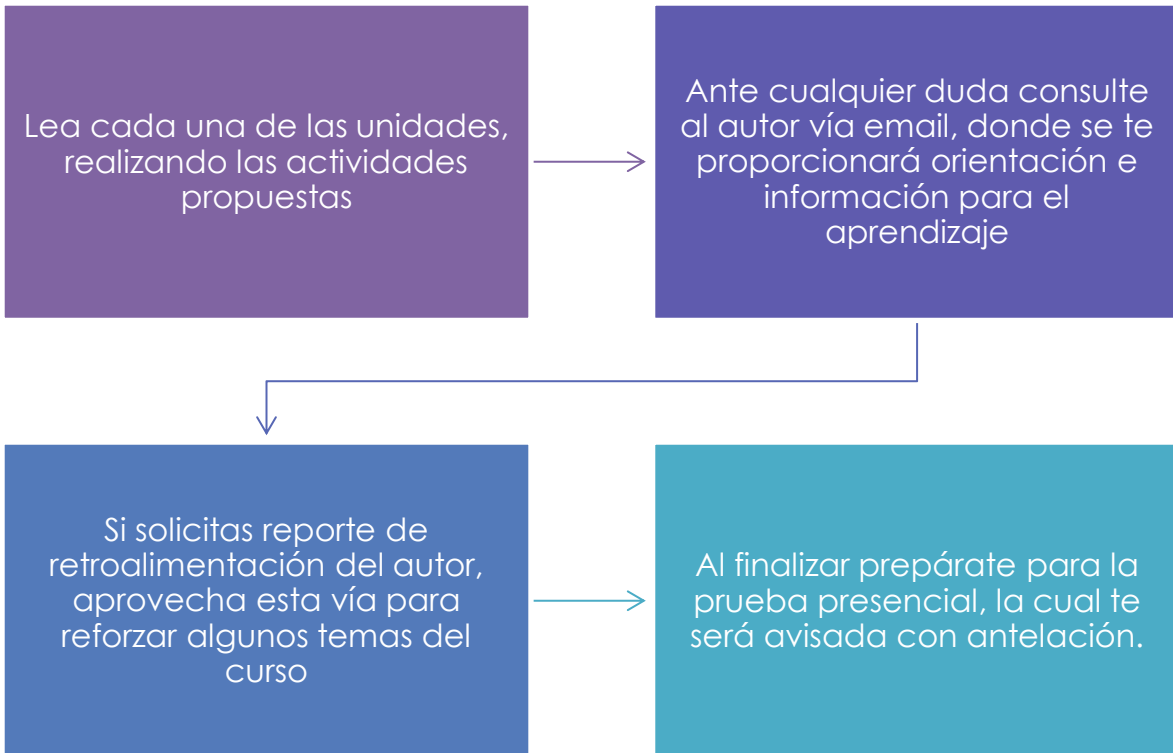 Lea cada una de las unidades,
realizando las actividades
propuestas
Ante cualquier duda consulte
al autor vía email, donde se te
proporcionará orientación e
información para el
aprendizaje
Si solicitas reporte de
retroalimentación del autor,
aprovecha esta vía para
reforzar algunos temas del
curso
Al finalizar prepárate para la
prueba presencial, la cual te
será avisada con antelación.